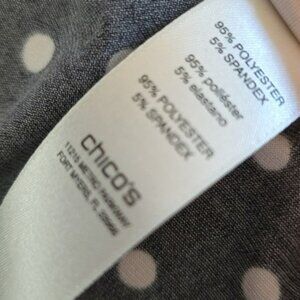 95% POLYESTER
5% SPANDEX
95% poliéster
5% elastano
95% POLYESTER
5% SPANDEX
chico's
11215 METRO PARKWAY
FORT MYERS, FL